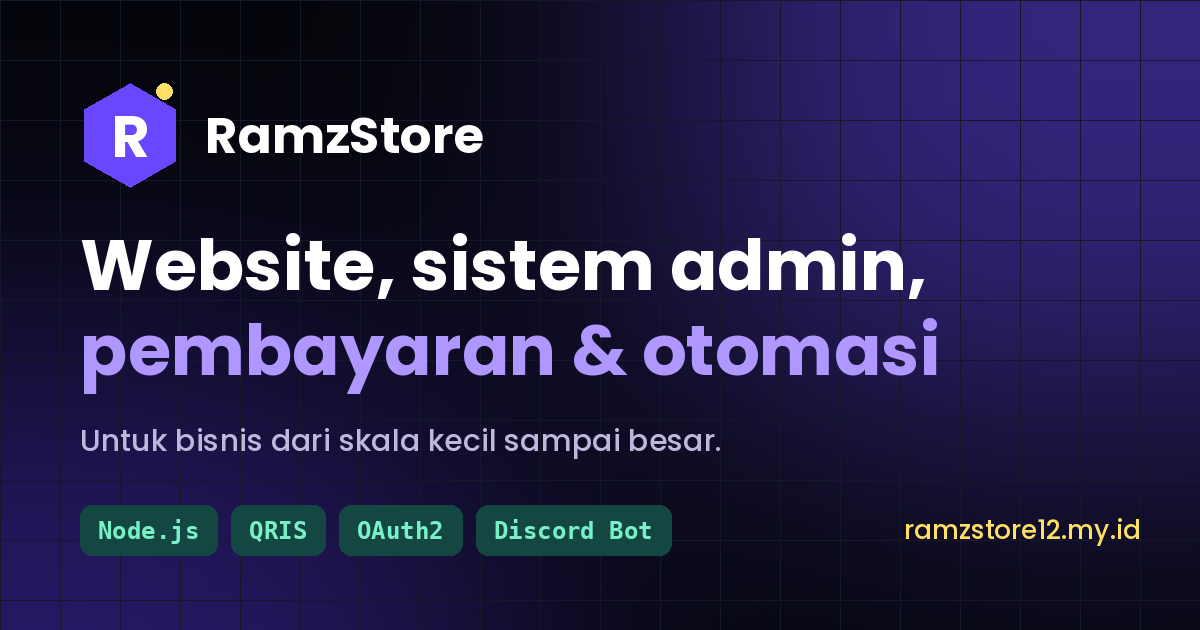 R
RamzStore
Website, sistem admin,
pembayaran & otomasi
Untuk bisnis dari skala kecil sampai besar.
Node.js QRIS OAuth2 Discord Bot
ramzstore12.my.id